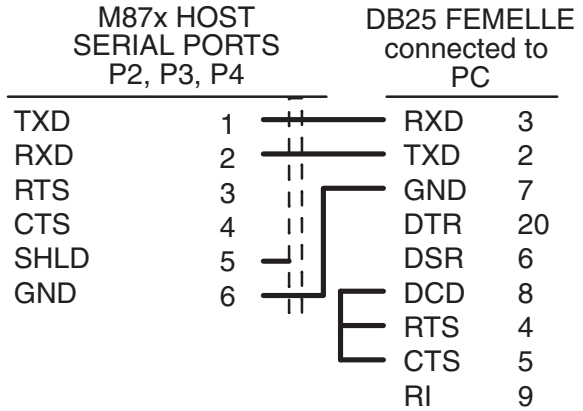 M87x HOST
SERIAL PORTS
P2, P3, P4
DB25 FEMELLE
connected to
PC
TXD 1 RXD 3
RXD 2 TXD 2
RTS 3 GND 7
CTS 4 DTR 20
SHLD 5 DSR 6
GND 6 DCD 8
RTS 4
CTS 5
RI 9